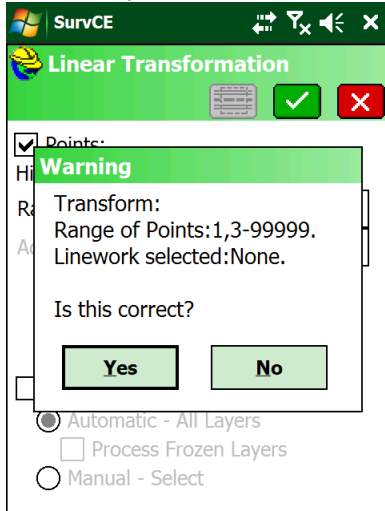 SurvCE
Linear Transformation
Points:
Hi
Warning
Ra
Transform:
Range of Points:1,3-99999.
Ad
Linework selected:None.
Is this correct?
Yes
No
Automatic - All Layers
Process Frozen Layers
Manual - Select